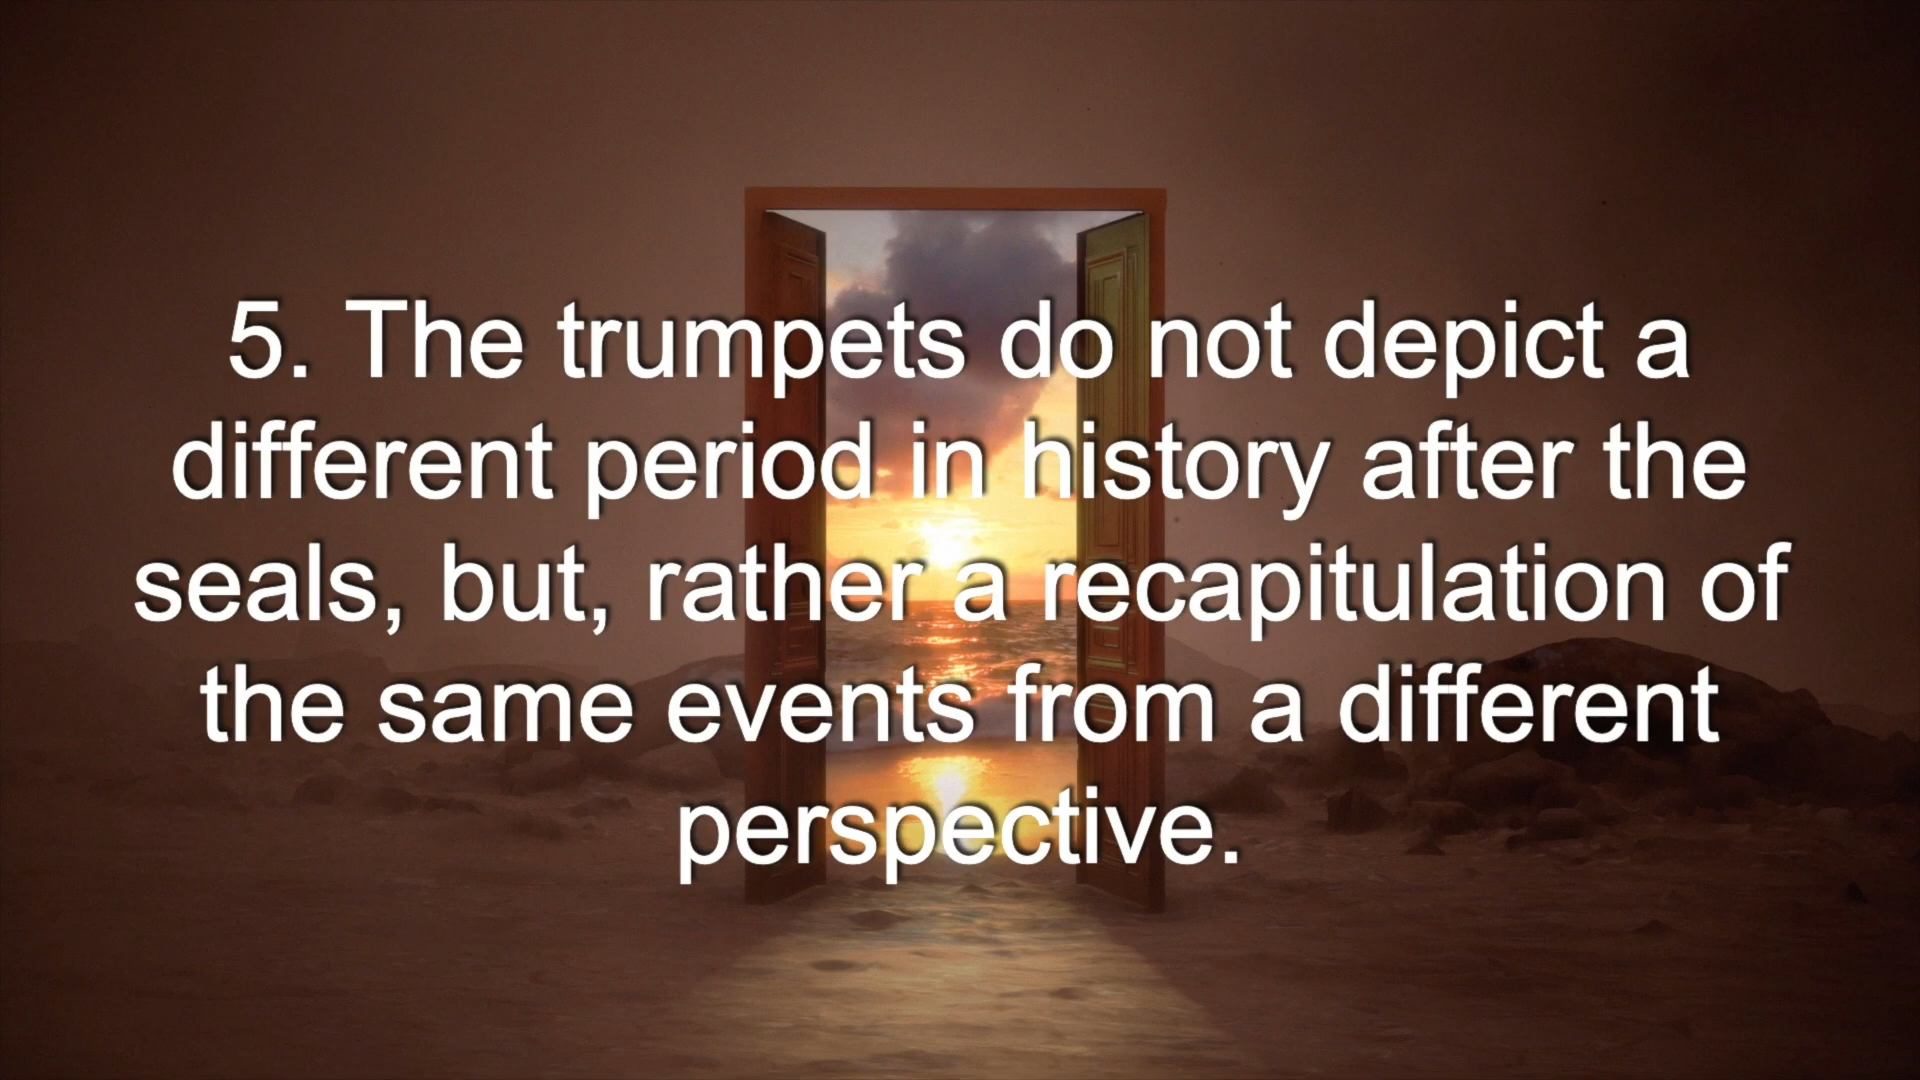 5. The trumpets do not depict a
different period in history after the
seals, but, rather a recapitulation of
the same events from a different
perspective.